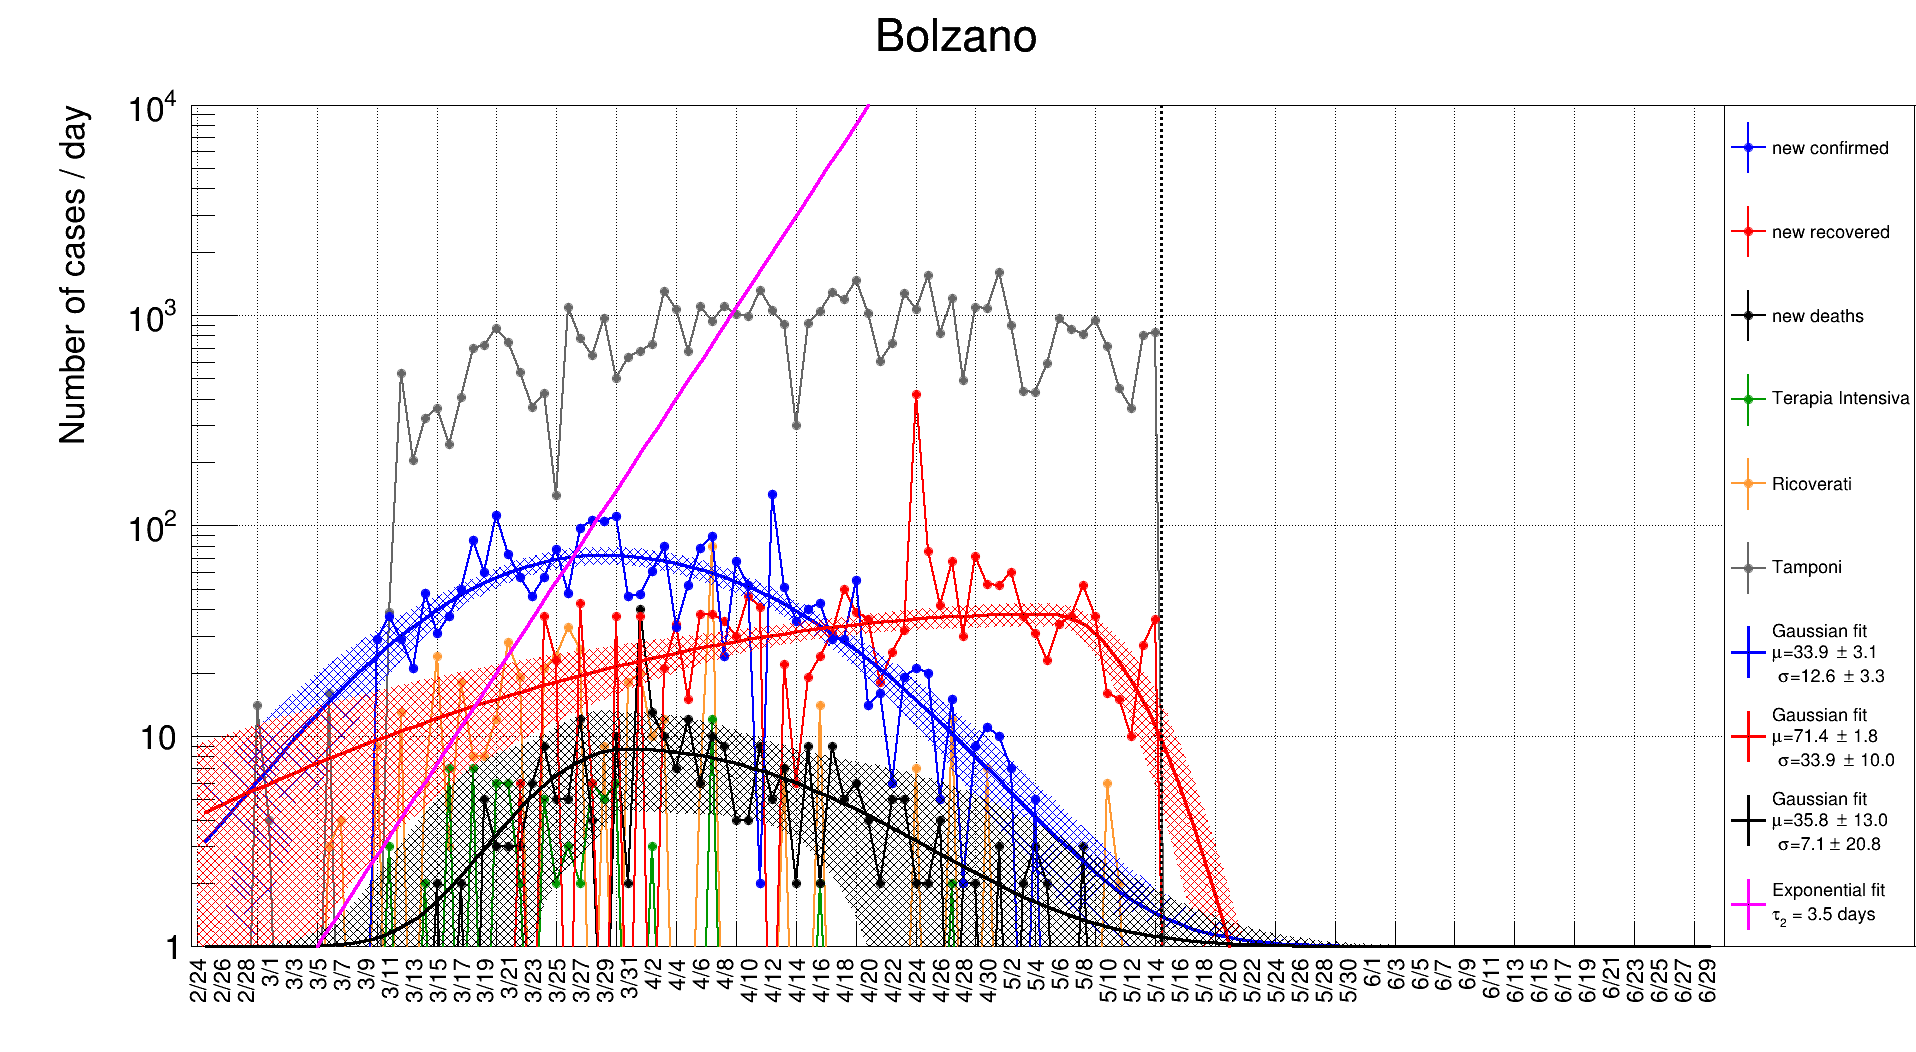 Bolzano
Number of cases / day
10^4
10^3
10^2
10
1
2/24 2/26 2/28 3/1 3/3 3/5 3/7 3/9 3/11 3/13 3/15 3/17 3/19 3/21 3/23 3/25 3/27 3/29 3/31 4/2 4/4 4/6 4/8 4/10 4/12 4/14 4/16 4/18 4/20 4/22 4/24 4/26 4/28 4/30 5/2 5/4 5/6 5/8 5/10 5/12 5/14 5/16 5/18 5/20 5/22 5/24 5/26 5/28 5/30 6/1 6/3 6/5 6/7 6/9 6/11 6/13 6/15 6/17 6/19 6/21 6/23 6/25 6/27 6/29
new confirmed
new recovered
new deaths
Terapia Intensiva
Ricoverati
Tamponi
Gaussian fit
μ=33.9 ± 3.1
σ=12.6 ± 3.3
Gaussian fit
μ=71.4 ± 1.8
σ=33.9 ± 10.0
Gaussian fit
μ=35.8 ± 13.0
σ=7.1 ± 20.8
Exponential fit
τ₂ = 3.5 days